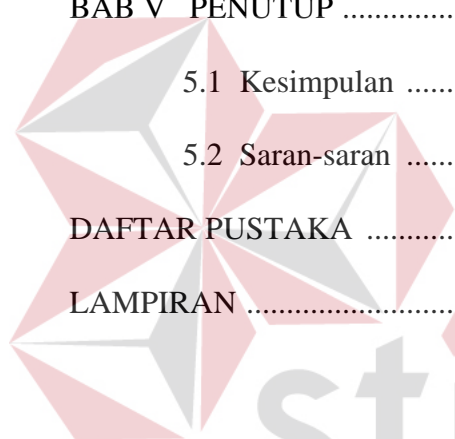 BAB V PENUTUP ..............
5.1 Kesimpulan ......
5.2 Saran-saran ......
DAFTAR PUSTAKA ...........
LAMPIRAN ..........................